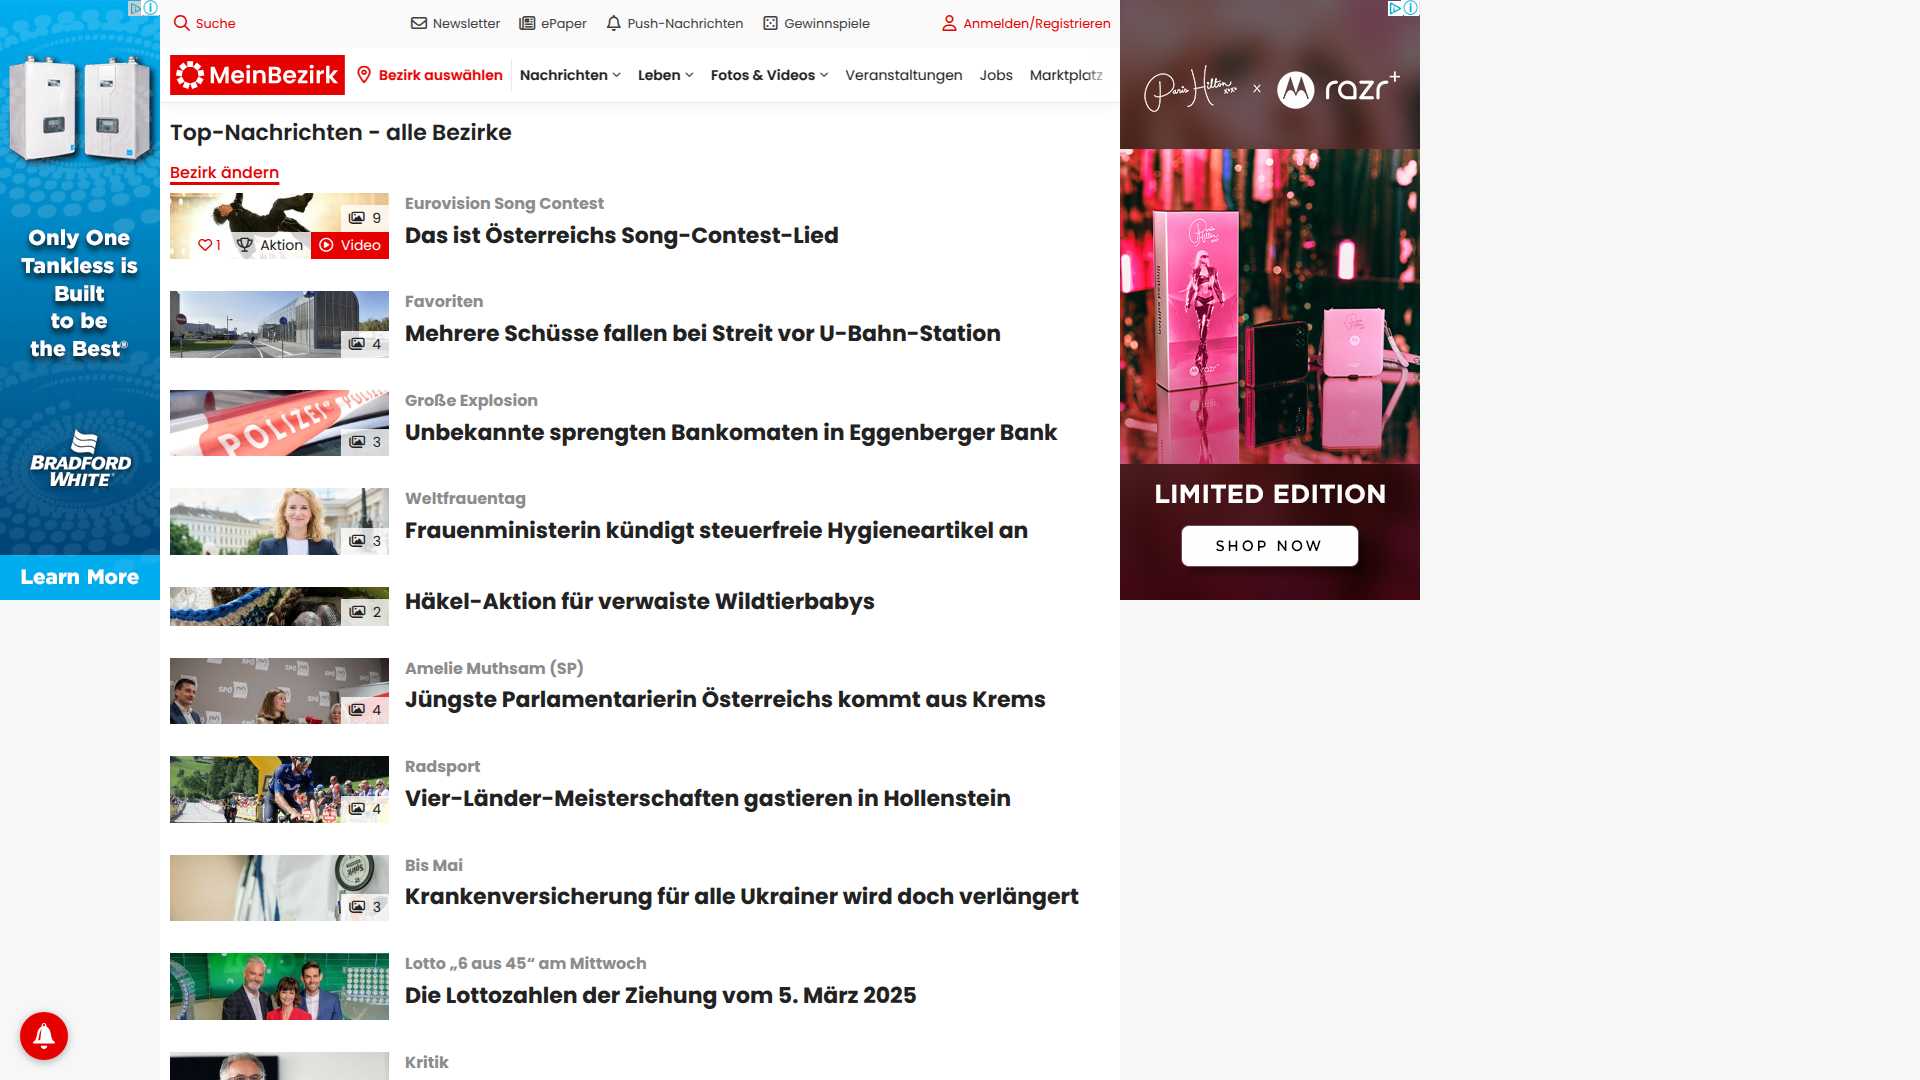 Suche
Newsletter
ePaper
Push-Nachrichten
Gewinnspiele
Anmelden/Registrieren
MeinBezirk
Bezirk auswählen
Nachrichten
Leben
Fotos & Videos
Veranstaltungen
Jobs
Marktplatz
Top-Nachrichten - alle Bezirke
Bezirk ändern
9
1
Aktion
Video
Eurovision Song Contest
Das ist Österreichs Song-Contest-Lied
4
Favoriten
Mehrere Schüsse fallen bei Streit vor U-Bahn-Station
POLIZEI POLIZEI
3
Große Explosion
Unbekannte sprengten Bankomaten in Eggenberger Bank
3
Weltfrauentag
Frauenministerin kündigt steuerfreie Hygieneartikel an
2
Häkel-Aktion für verwaiste Wildtierbabys
4
Amelie Muthsam (SP)
Jüngste Parlamentarierin Österreichs kommt aus Krems
4
Radsport
Vier-Länder-Meisterschaften gastieren in Hollenstein
3
Bis Mai
Krankenversicherung für alle Ukrainer wird doch verlängert
Lotto „6 aus 45“ am Mittwoch
Die Lottozahlen der Ziehung vom 5. März 2025
Kritik
Only One
Tankless is
Built
to be
the Best®
BRADFORD
WHITE
Learn More
Paris Hilton x razr+
LIMITED EDITION
SHOP NOW